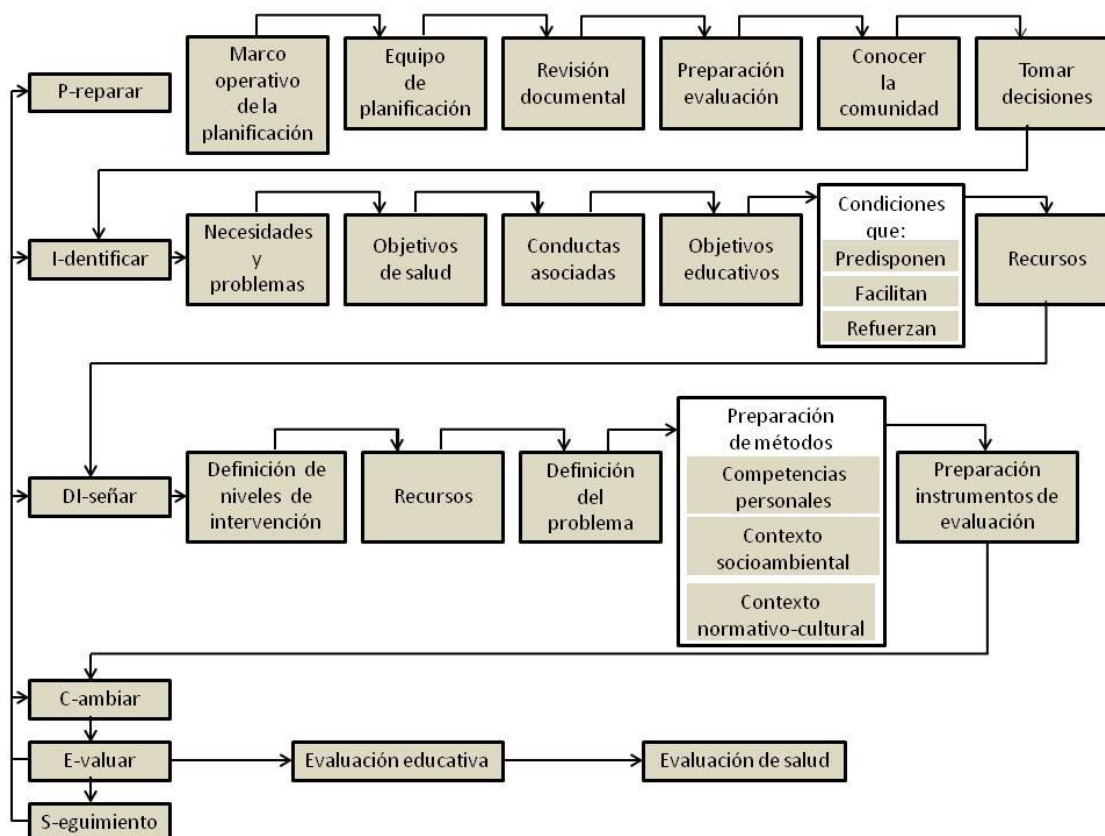 P-reparar
Marco
operativo
de la
planificación
Equipo
de
planificación
Revisión
documental
Preparación
evaluación
Conocer
la
comunidad
Tomar
decisiones
I-dentificar
Necesidades
y
problemas
Objetivos
de salud
Conductas
asociadas
Objetivos
educativos
Condiciones
que:
Predisponen
Facilitan
Refuerzan
Recursos
DI-señar
Definición de
niveles de
intervención
Recursos
Definición
del
problema
Preparación
de métodos
Competencias
personales
Contexto
socioambiental
Contexto
normativo-cultural
Preparación
instrumentos de
evaluación
C-ambiar
E-valuar
Evaluación educativa
Evaluación de salud
S-eguimiento